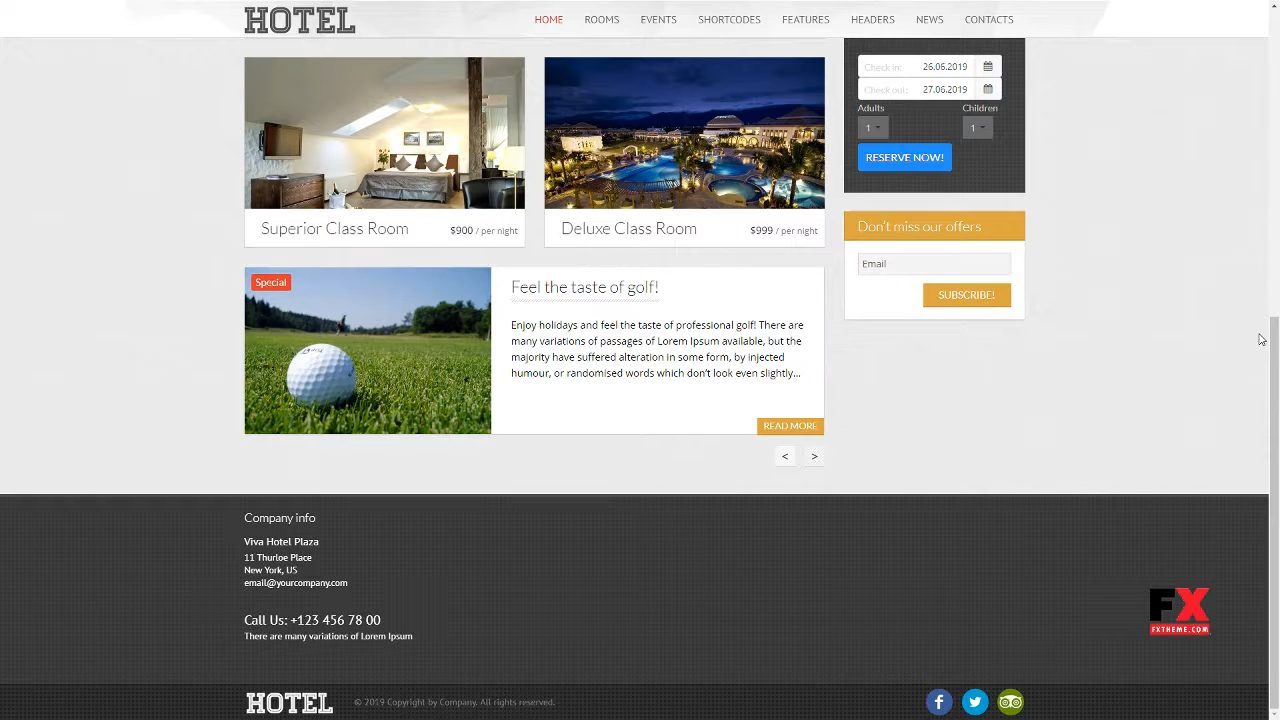 HOTEL
HOME ROOMS EVENTS SHORTCODES FEATURES HEADERS NEWS CONTACTS
Check in: 26.06.2019
Check out: 27.06.2019
Adults Children
1 1
RESERVE NOW!
Superior Class Room $900 / per night
Deluxe Class Room $999 / per night
Don't miss our offers
Email
SUBSCRIBE!
Special
Feel the taste of golf!
Enjoy holidays and feel the taste of professional golf! There are
many variations of passages of Lorem Ipsum available, but the
majority have suffered alteration in some form, by injected
humour, or randomised words which don't look even slightly...
READ MORE
< >
Company info
Viva Hotel Plaza
11 Thurloe Place
New York, US
email@yourcompany.com
Call Us: +123 456 78 00
There are many variations of Lorem Ipsum
FX
FXTHEME.COM
HOTEL © 2019 Copyright by Company. All rights reserved.